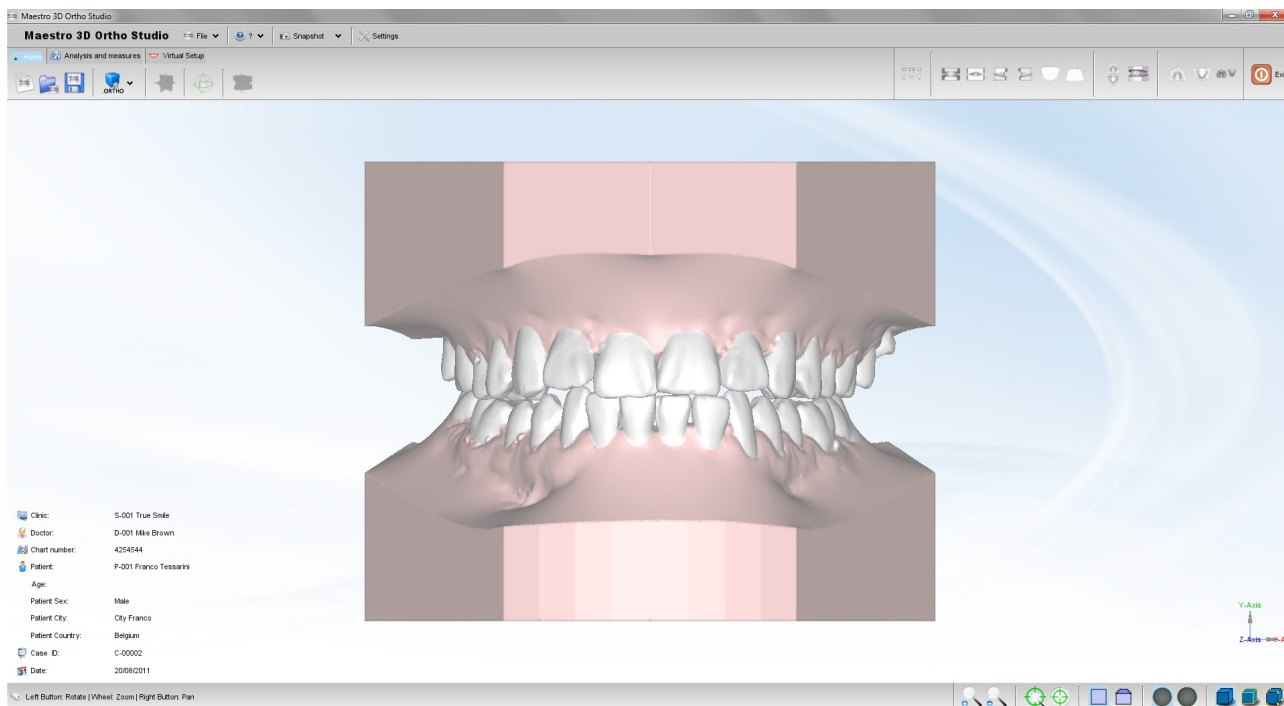 Maestro 3D Ortho Studio
Maestro 3D Ortho Studio File ? Snapshot Settings
Home Analysis and measures Virtual Setup
.ORTHO
Clinic: S-001 True Smile
Doctor: D-001 Mike Brown
Chart number: 4254544
Patient: P-001 Franco Tessarini
Age:
Patient Sex: Male
Patient City: City Franco
Patient Country: Belgium
Case ID: C-00002
Date: 20/08/2011
Y-Axis
Z-Axis
Left Button: Rotate | Wheel: Zoom | Right Button: Pan